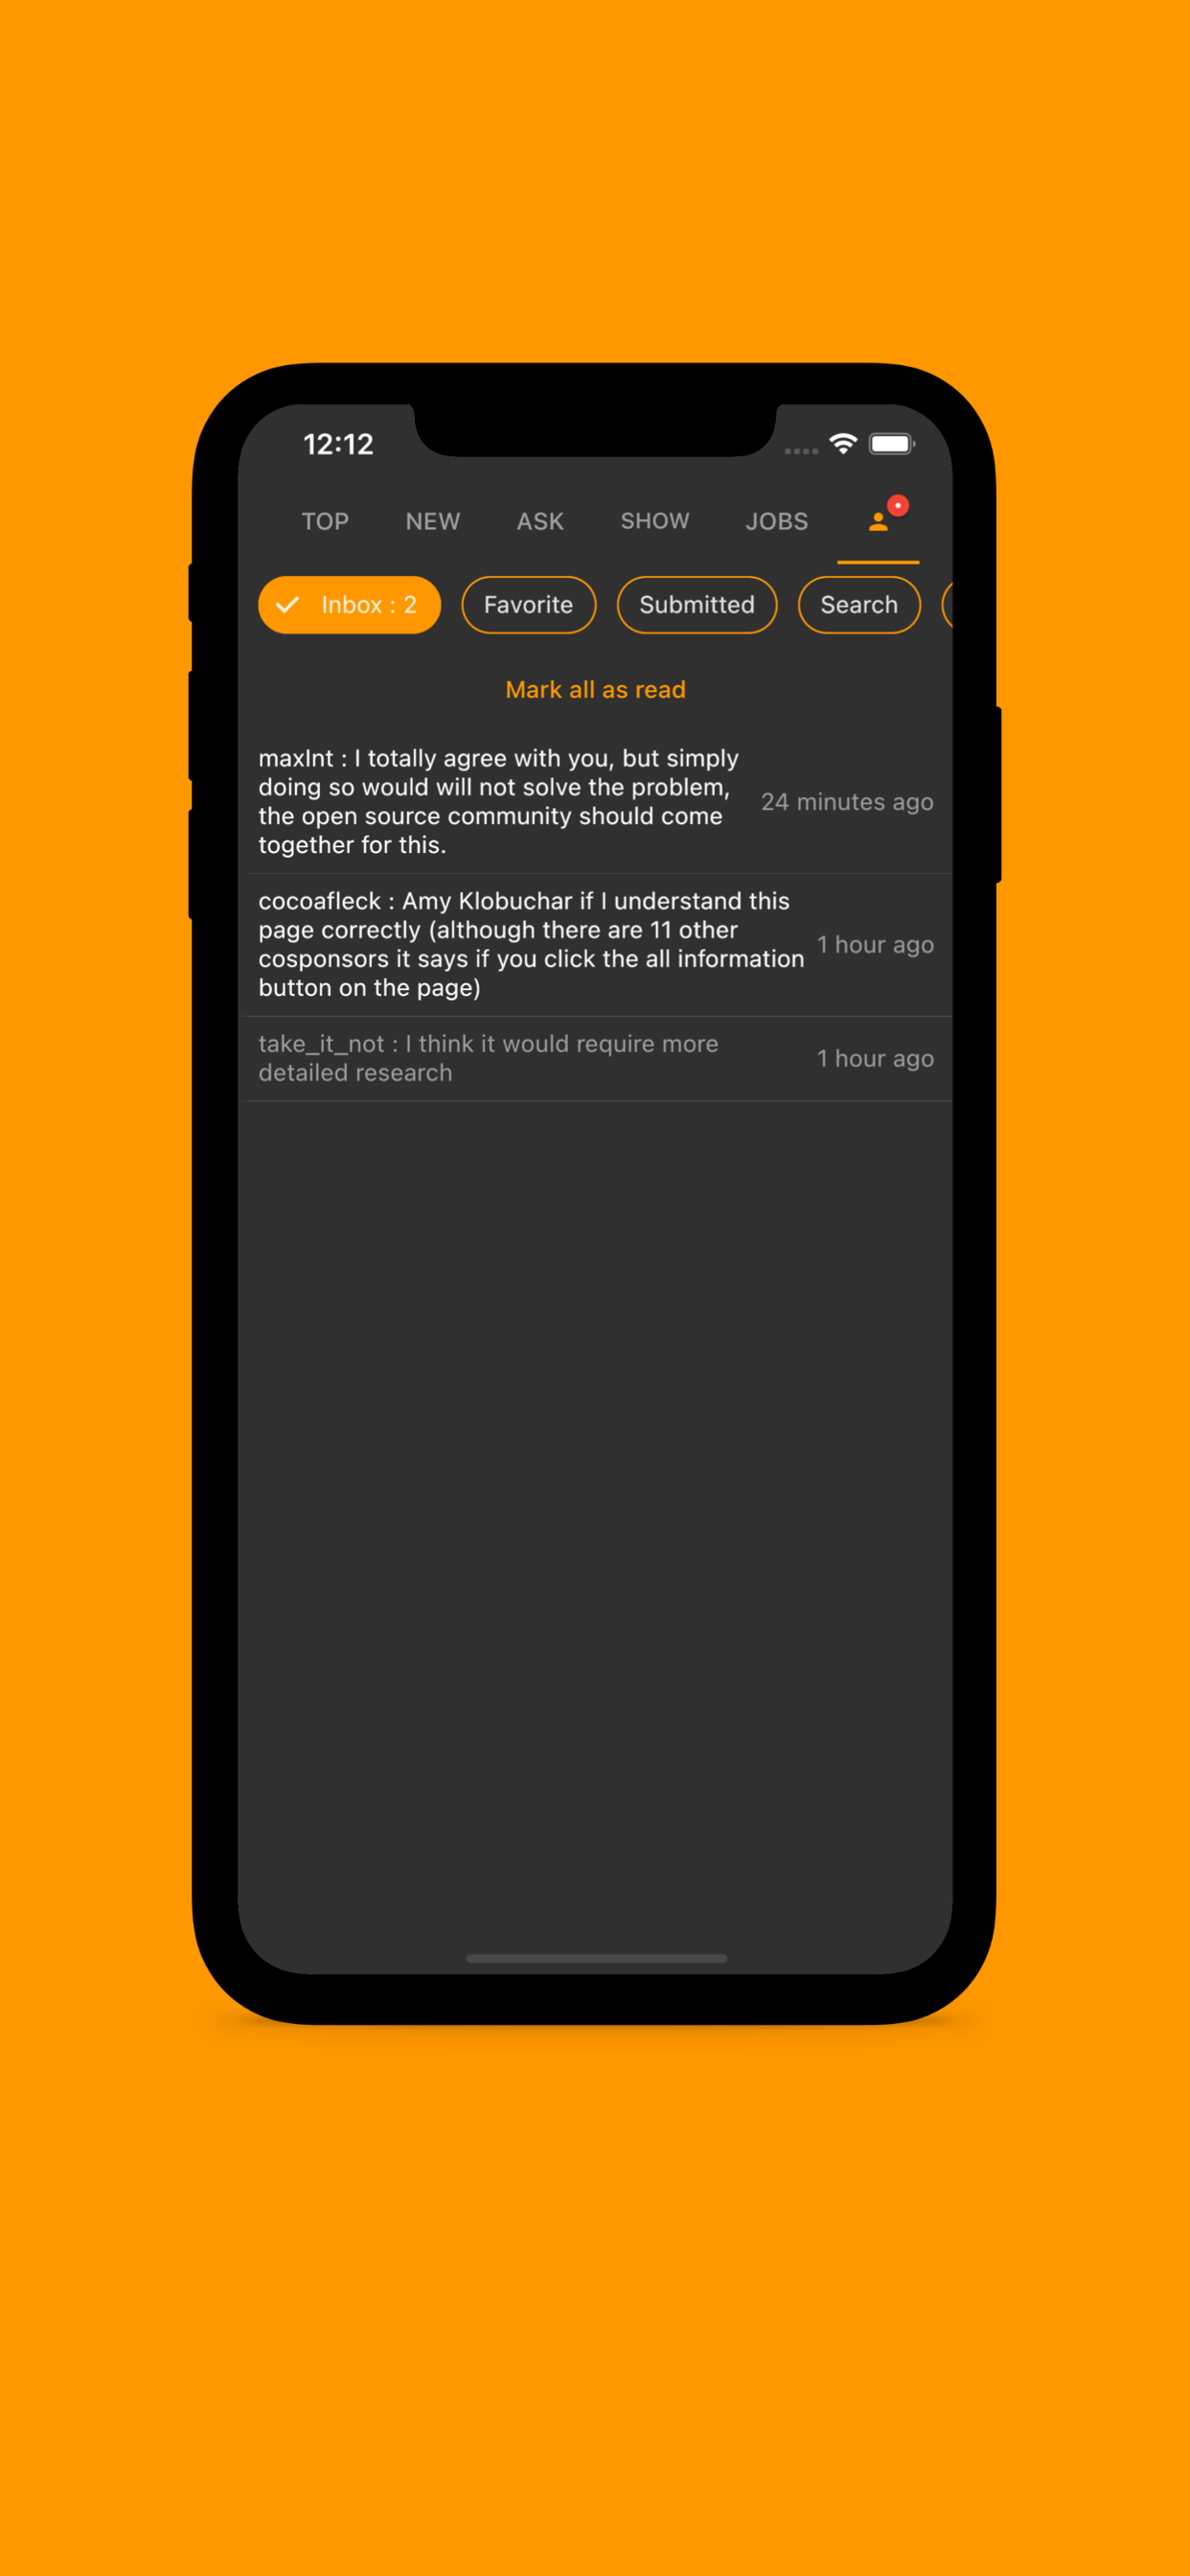 12:12
TOP NEW ASK SHOW JOBS
Inbox : 2 Favorite Submitted Search
Mark all as read
maxInt : I totally agree with you, but simply
doing so would will not solve the problem,
the open source community should come
together for this.
24 minutes ago
cocoafleck : Amy Klobuchar if I understand this
page correctly (although there are 11 other
cosponsors it says if you click the all information
button on the page)
1 hour ago
take_it_not : I think it would require more
detailed research
1 hour ago